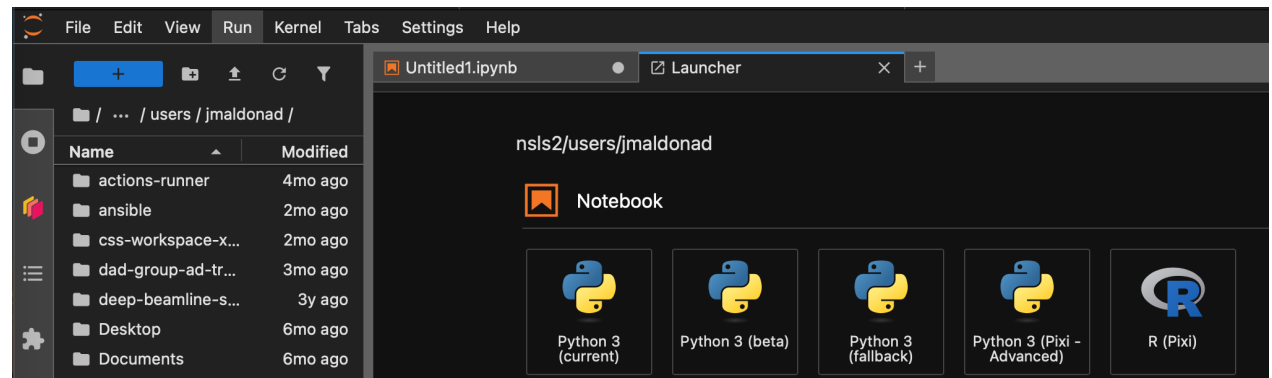 File Edit View Run Kernel Tabs Settings Help
+
/ ··· / users / jmaldonad /
Name Modified
actions-runner 4mo ago
ansible 2mo ago
css-workspace-x... 2mo ago
dad-group-ad-tr... 3mo ago
deep-beamline-s... 3y ago
Desktop 6mo ago
Documents 6mo ago
Untitled1.ipynb Launcher × +
nsls2/users/jmaldonad
Notebook
Python 3
(current)
Python 3 (beta)
Python 3
(fallback)
Python 3 (Pixi -
Advanced)
R (Pixi)